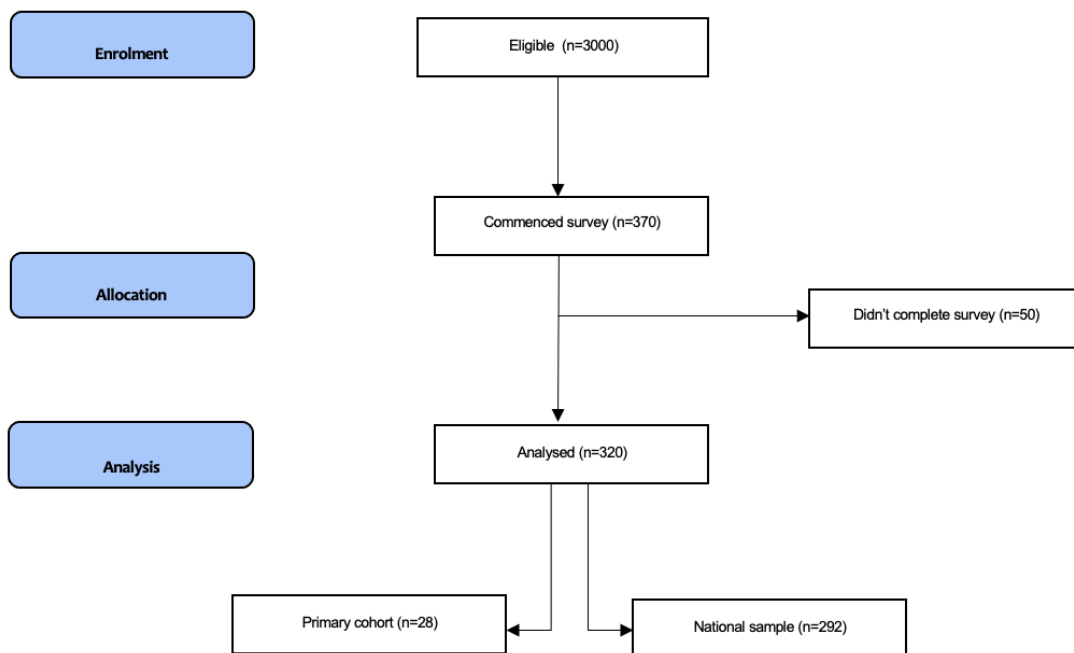 Enrolment
Eligible  (n=3000)
Commenced survey (n=370)
Allocation
Didn't complete survey (n=50)
Analysis
Analysed (n=320)
Primary cohort (n=28)
National sample (n=292)